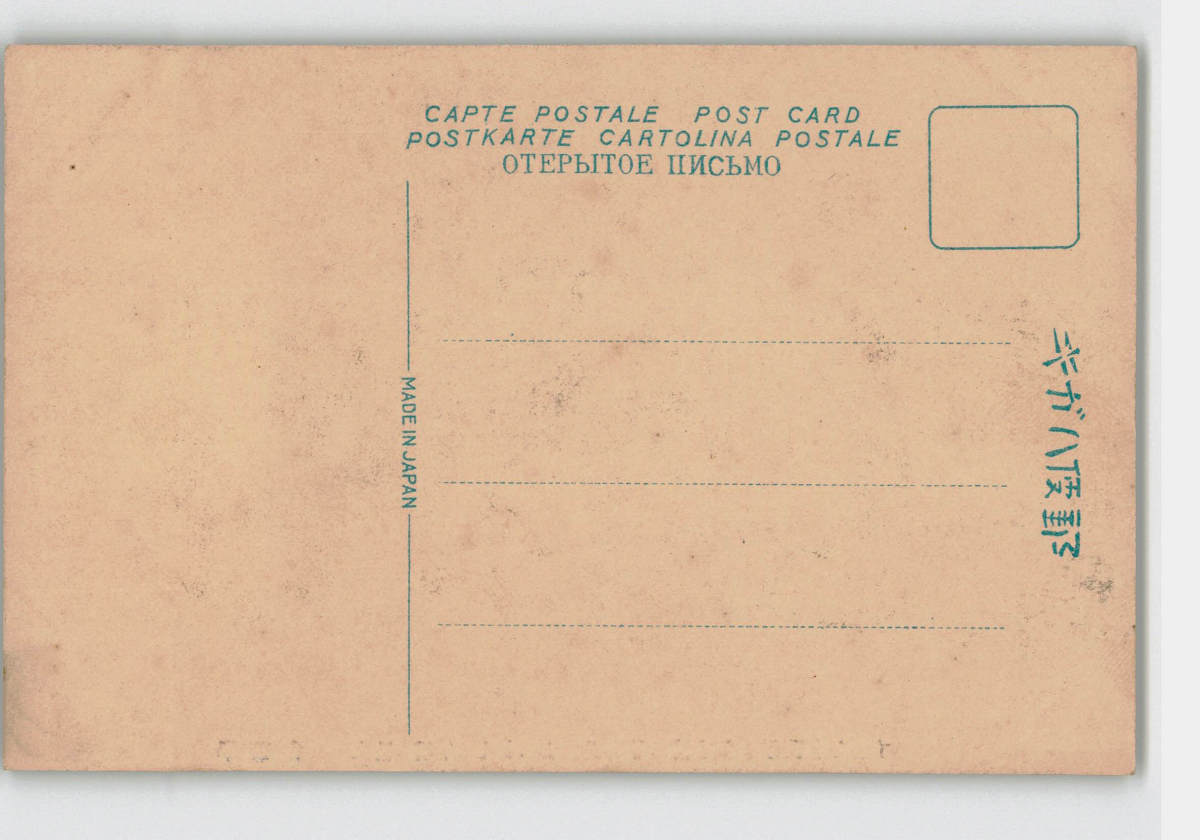 CAPTE POSTALE POST CARD
POSTKARTE CARTOLINA POSTALE
ОТЕРЫТОЕ ПИСЬМО
MADE IN JAPAN
郵便ハガキ